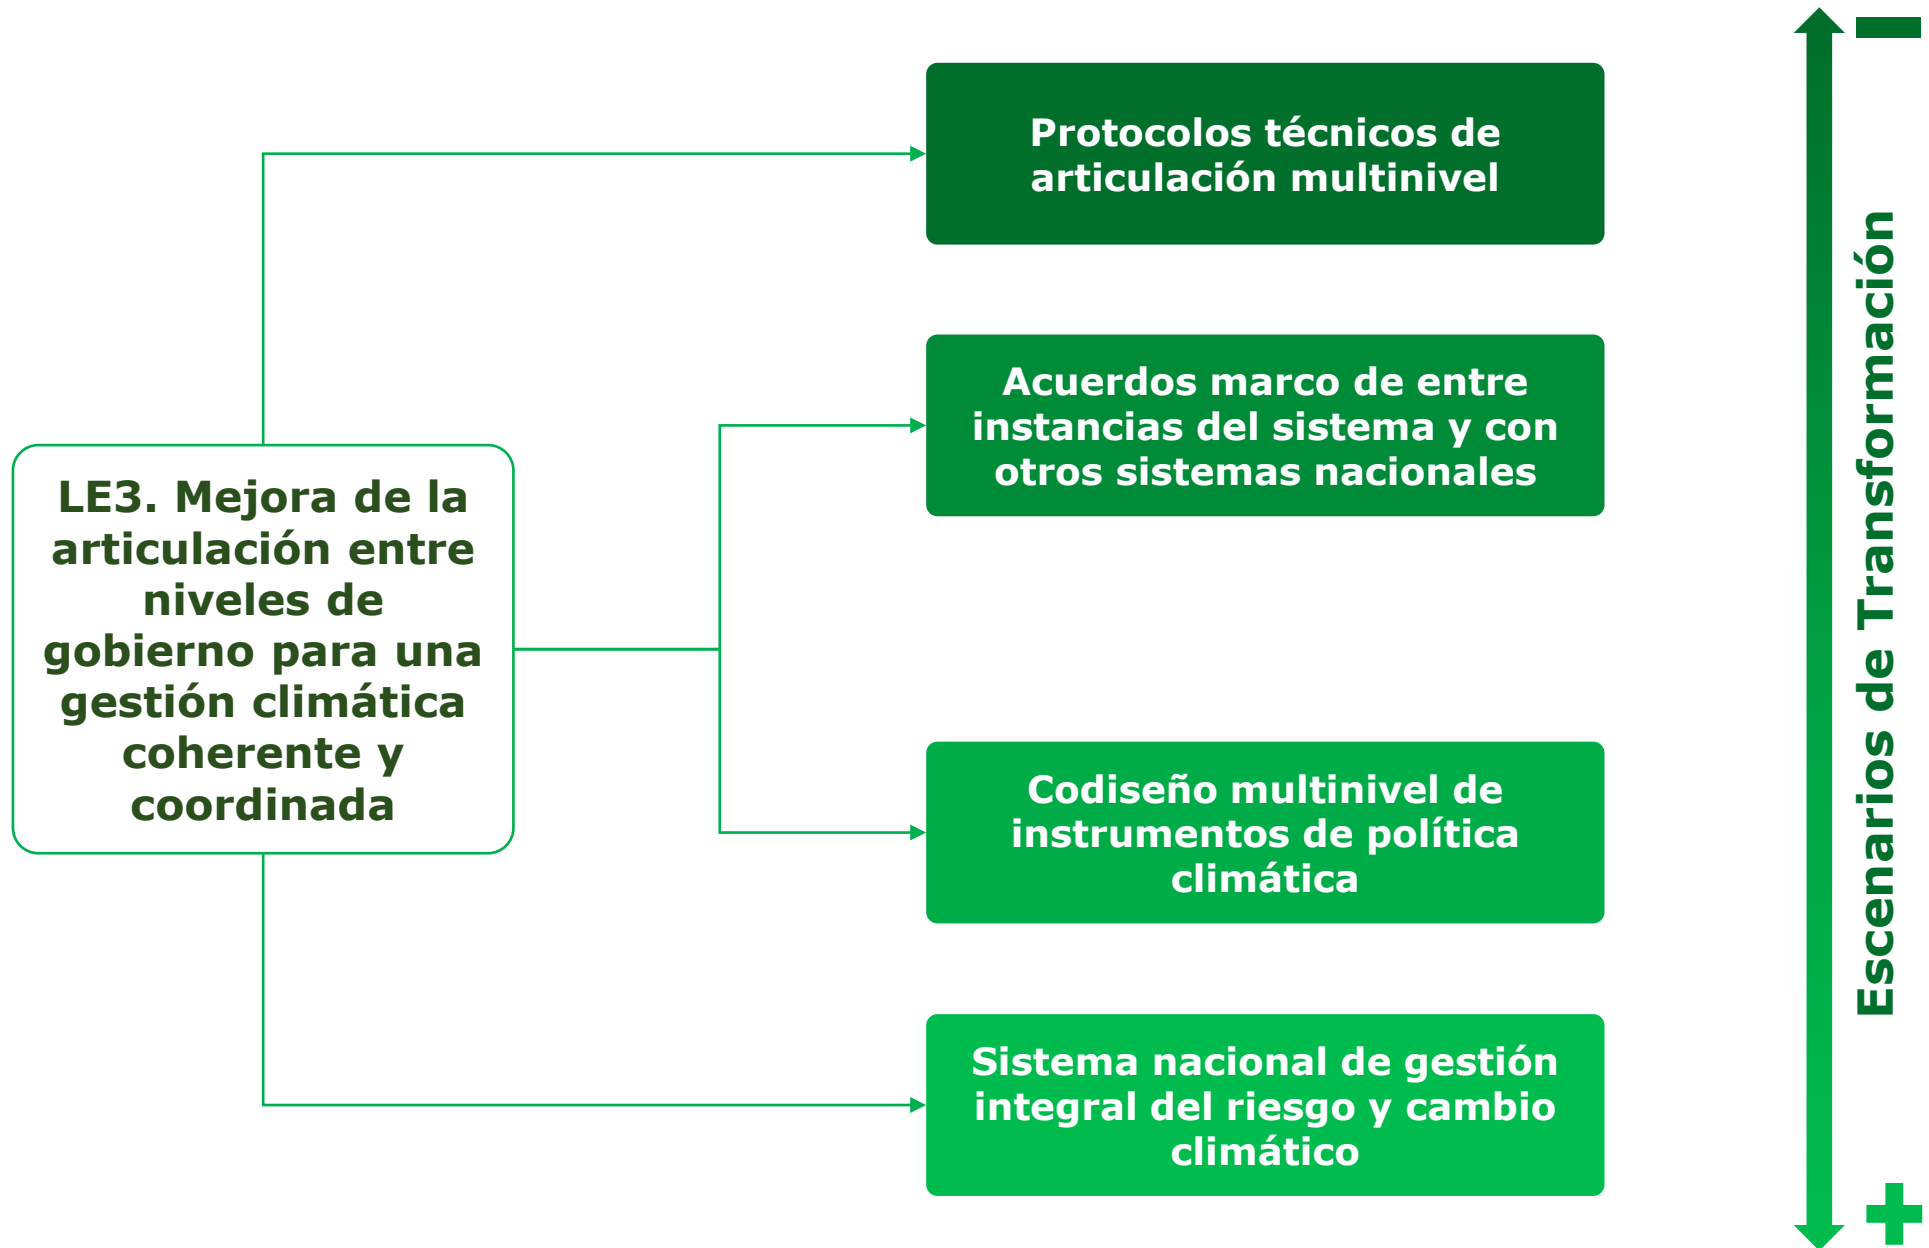 LE3. Mejora de la
articulación entre
niveles de
gobierno para una
gestión climática
coherente y
coordinada
Protocolos técnicos de
articulación multinivel
Acuerdos marco de entre
instancias del sistema y con
otros sistemas nacionales
Codiseño multinivel de
instrumentos de política
climática
Sistema nacional de gestión
integral del riesgo y cambio
climático
Escenarios de Transformación